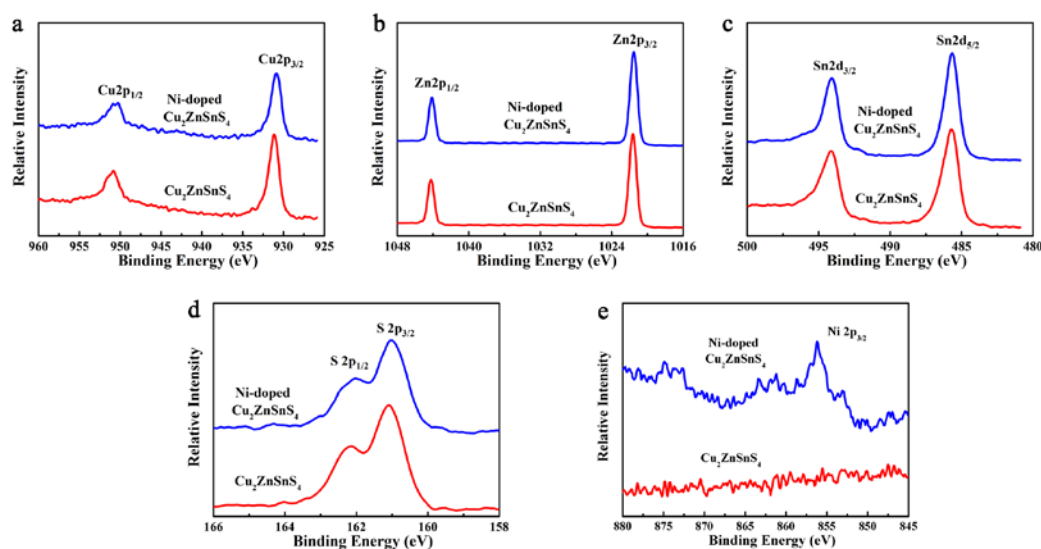 a
Relative Intensity
Cu2p₁/₂
Cu2p₃/₂
Ni-doped
Cu₂ZnSnS₄
Cu₂ZnSnS₄
960 955 950 945 940 935 930 925
Binding Energy (eV)
b
Relative Intensity
Zn2p₁/₂
Zn2p₃/₂
Ni-doped
Cu₂ZnSnS₄
Cu₂ZnSnS₄
1048 1040 1032 1024 1016
Binding Energy (eV)
c
Relative Intensity
Sn2d₃/₂
Sn2d₅/₂
Ni-doped
Cu₂ZnSnS₄
Cu₂ZnSnS₄
500 495 490 485 480
Binding Energy (eV)
d
Relative Intensity
S 2p₁/₂
S 2p₃/₂
Ni-doped
Cu₂ZnSnS₄
Cu₂ZnSnS₄
166 164 162 160 158
Binding Energy (eV)
e
Relative Intensity
Ni 2p₃/₂
Ni-doped
Cu₂ZnSnS₄
Cu₂ZnSnS₄
880 875 870 865 860 855 850 845
Binding Energy (eV)